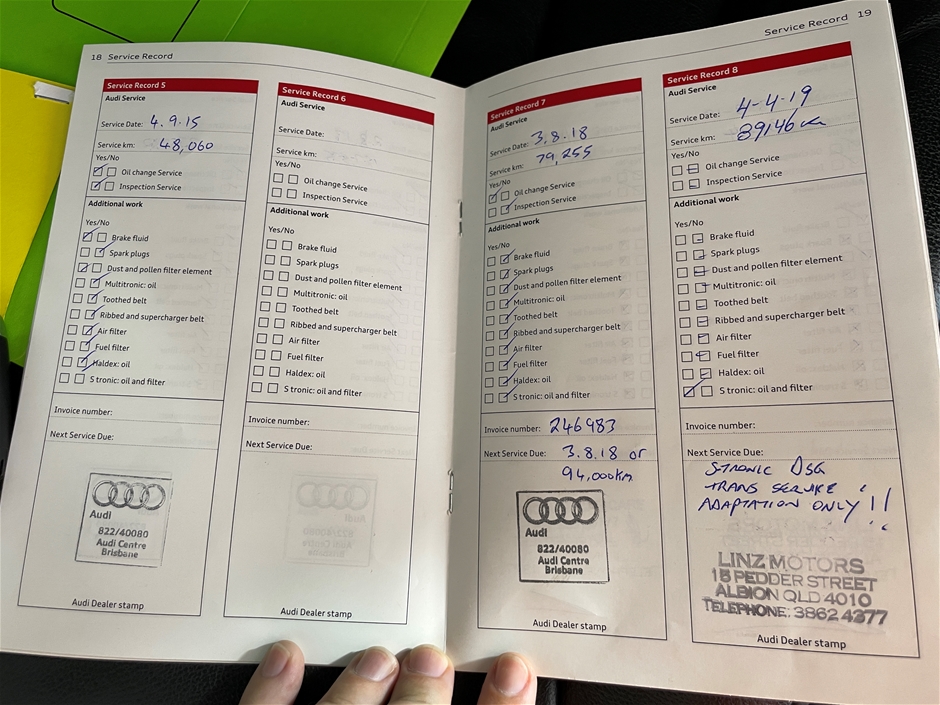 18 Service Record
Service Record 5
Audi Service
Service Date: 4.9.15
Service km: 48,060
Yes/No
Oil change Service
Inspection Service
Additional work
Yes/No
Brake fluid
Spark plugs
Dust and pollen filter element
Multitronic: oil
Toothed belt
Ribbed and supercharger belt
Air filter
Fuel filter
Haldex: oil
S tronic: oil and filter
Invoice number:
Next Service Due:
Audi
822/40080
Audi Centre
Brisbane
Audi Dealer stamp
Service Record 6
Audi Service
Service Date:
Service km:
Yes/No
Oil change Service
Inspection Service
Additional work
Yes/No
Brake fluid
Spark plugs
Dust and pollen filter element
Multitronic: oil
Toothed belt
Ribbed and supercharger belt
Air filter
Fuel filter
Haldex: oil
S tronic: oil and filter
Invoice number:
Next Service Due:
Audi Dealer stamp
Service Record 19
Service Record 7
Audi Service
Service Date: 3.8.18
Service km: 79,255
Yes/No
Oil change Service
Inspection Service
Additional work
Yes/No
Brake fluid
Spark plugs
Dust and pollen filter element
Multitronic: oil
Toothed belt
Ribbed and supercharger belt
Air filter
Fuel filter
Haldex: oil
S tronic: oil and filter
Invoice number: 246983
Next Service Due: 3.8.18 or
94,000km
Audi
822/40080
Audi Centre
Brisbane
Audi Dealer stamp
Service Record 8
Audi Service
Service Date: 4-4-19
Service km: 89146 km
Yes/No
Oil change Service
Inspection Service
Additional work
Yes/No
Brake fluid
Spark plugs
Dust and pollen filter element
Multitronic: oil
Toothed belt
Ribbed and supercharger belt
Air filter
Fuel filter
Haldex: oil
S tronic: oil and filter
Invoice number:
Next Service Due:
S-TRONIC DSG
TRANS SERVICE !
ADAPTATION ONLY !!
LINZ MOTORS
15 PEDDER STREET
ALBION QLD 4010
TELEPHONE: 3862 4377
Audi Dealer stamp